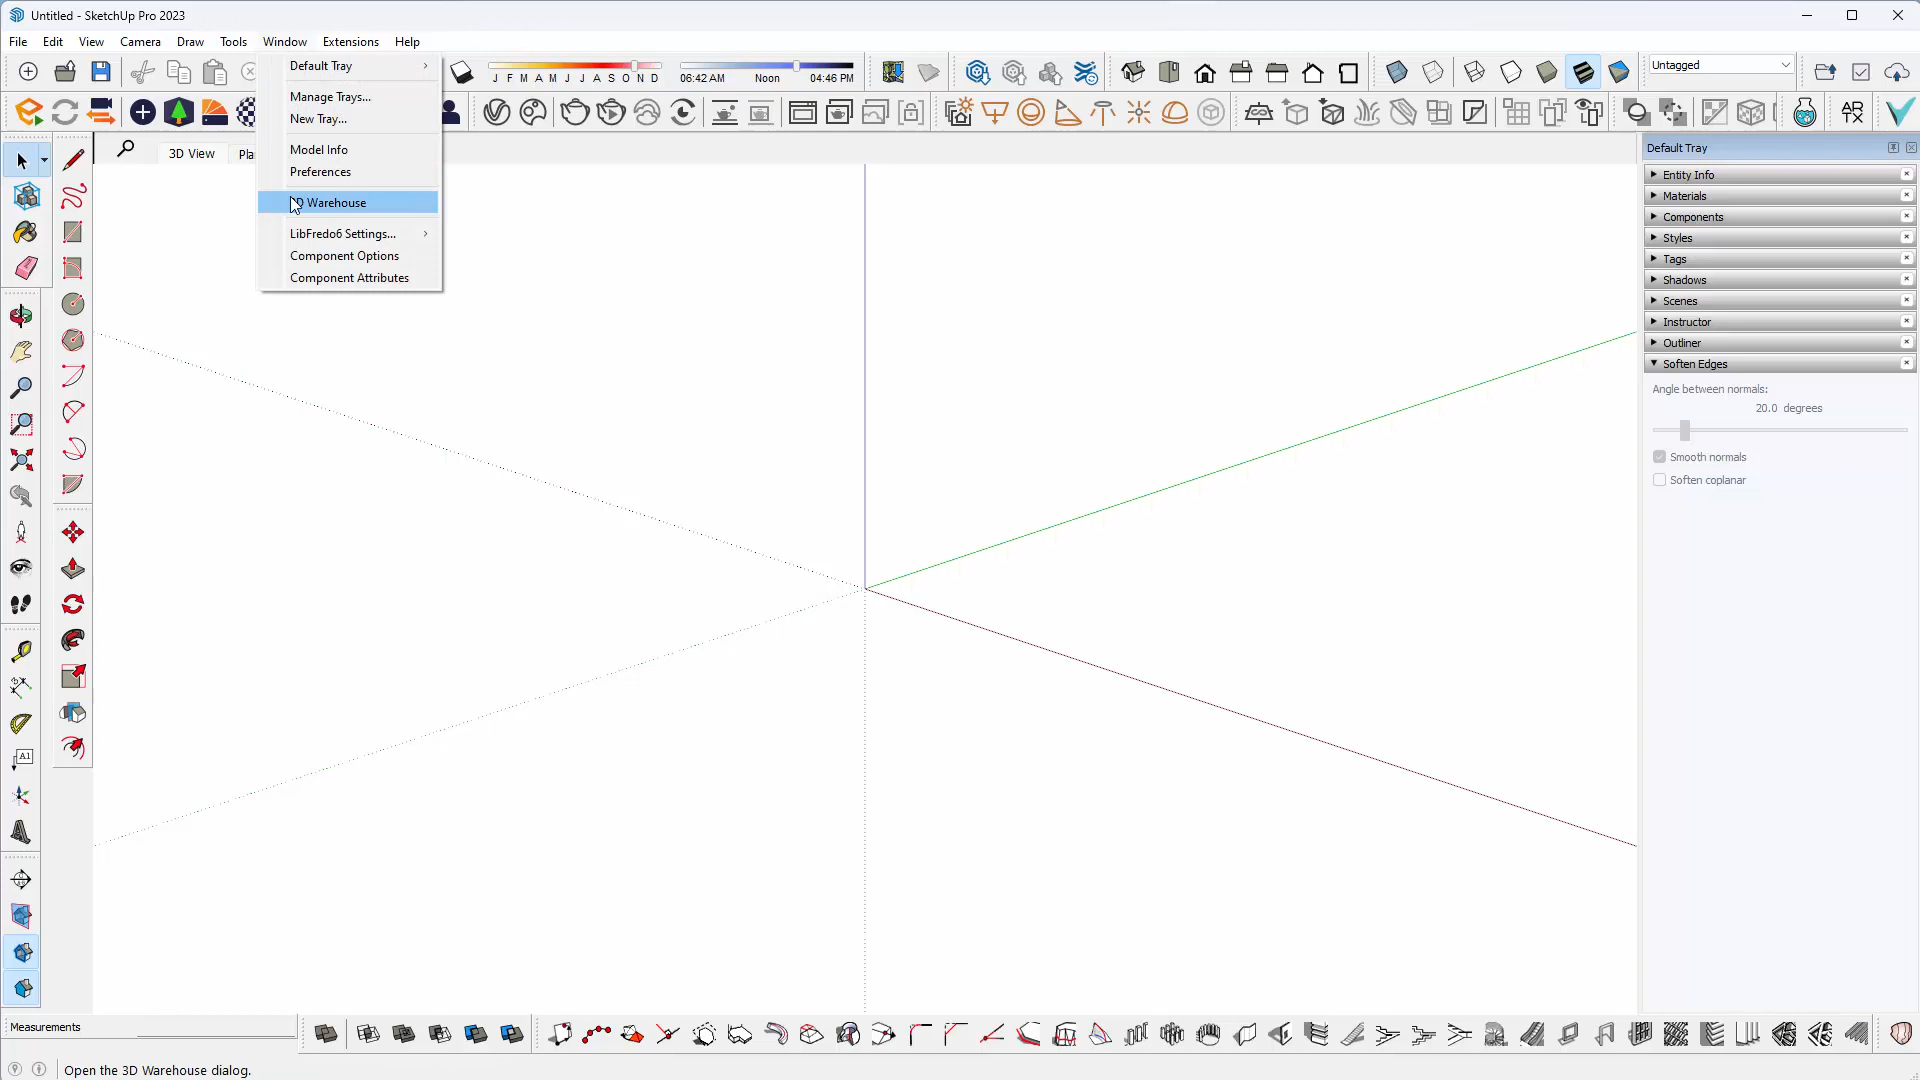 Untitled - SketchUp Pro 2023
File Edit View Camera Draw Tools Window Extensions Help
Default Tray
Manage Trays...
New Tray...
Model Info
Preferences
D Warehouse
LibFredo6 Settings...
Component Options
Component Attributes
J F M A M J J A S O N D
06:42 AM Noon 04:46 PM
Untagged
AR
3D View Pla
A1
Default Tray
Entity Info
Materials
Components
Styles
Tags
Shadows
Scenes
Instructor
Outliner
Soften Edges
Angle between normals:
20.0 degrees
Smooth normals
Soften coplanar
Measurements
Open the 3D Warehouse dialog.